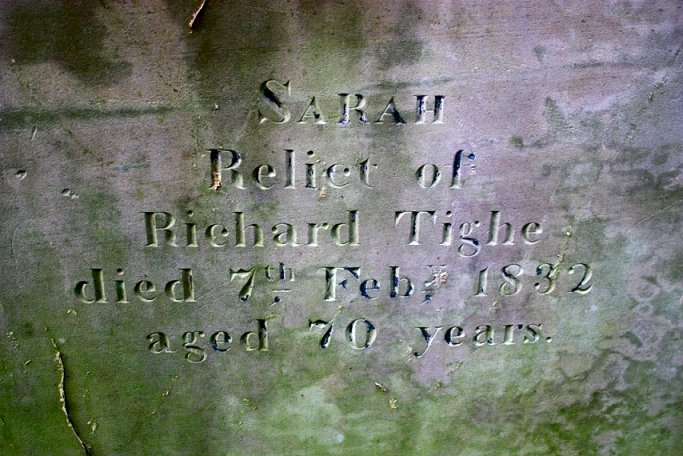 SARAH
Relict of
Richard Tighe
died 7th Feby 1832
aged 70 years.